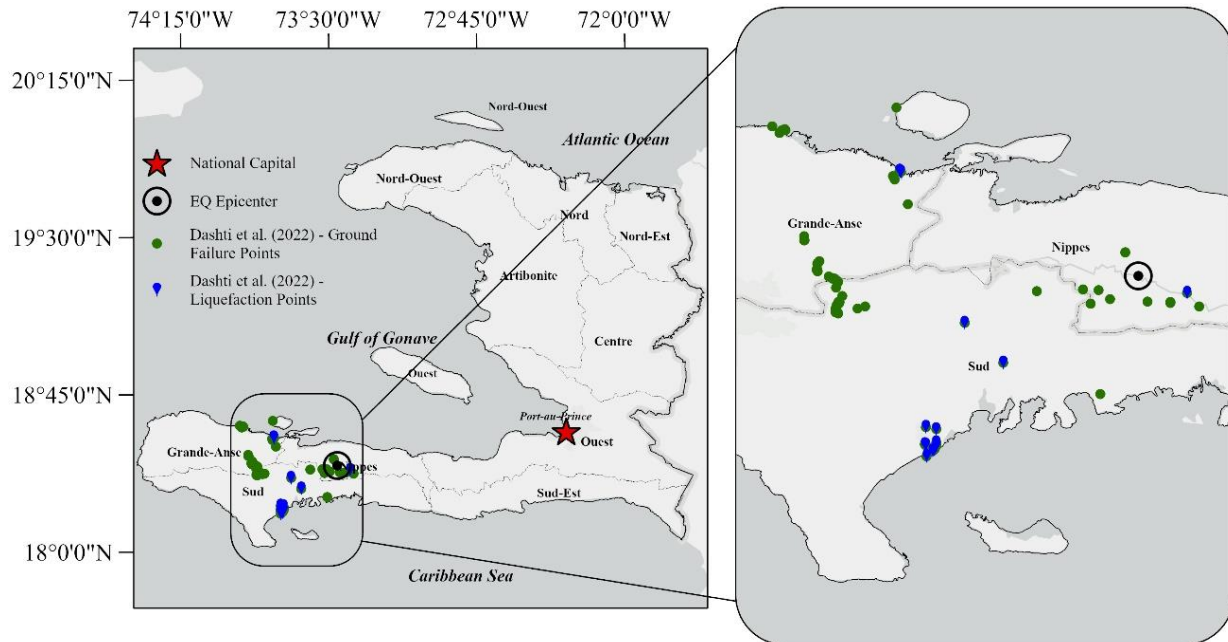 74°15'0"W 73°30'0"W 72°45'0"W 72°0'0"W
20°15'0"N
19°30'0"N
18°45'0"N
18°0'0"N
Nord-Ouest
Atlantic Ocean
National Capital
EQ Epicenter
Dashti et al. (2022) - Ground
Failure Points
Dashti et al. (2022) -
Liquefaction Points
Nord-Ouest
Nord
Nord-Est
Artibonite
Gulf of Gonave
Centre
Ouest
Port-au-Prince
Ouest
Grande-Anse
Nippes
Sud
Sud-Est
Caribbean Sea
Grande-Anse
Nippes
Sud